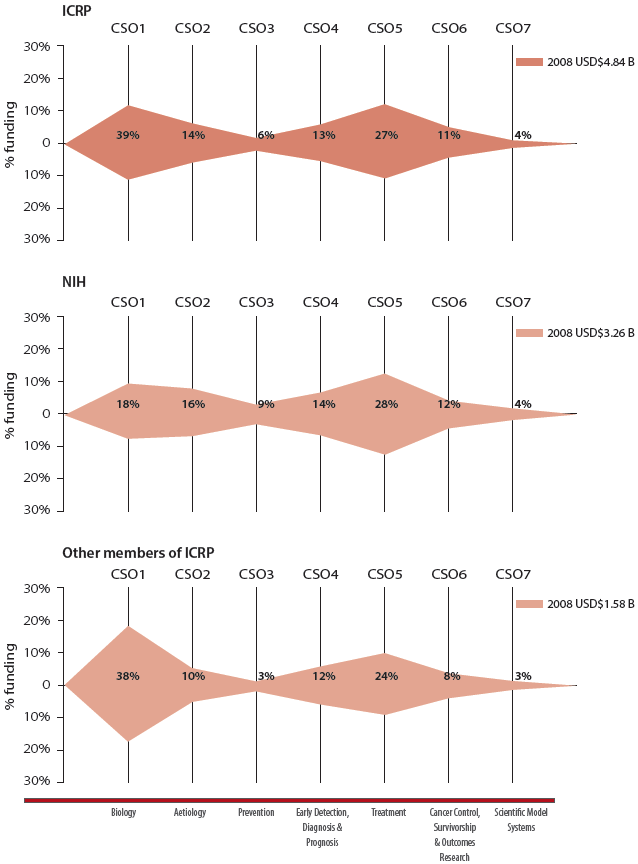 ICRP
CSO1 CSO2 CSO3 CSO4 CSO5 CSO6 CSO7
30%
20%
10%
0
10%
20%
30%
% funding
2008 USD$4.84 B
39% 14% 6% 13% 27% 11% 4%
NIH
CSO1 CSO2 CSO3 CSO4 CSO5 CSO6 CSO7
30%
20%
10%
0
10%
20%
30%
% funding
2008 USD$3.26 B
18% 16% 9% 14% 28% 12% 4%
Other members of ICRP
CSO1 CSO2 CSO3 CSO4 CSO5 CSO6 CSO7
30%
20%
10%
0
10%
20%
30%
% funding
2008 USD$1.58 B
38% 10% 3% 12% 24% 8% 3%
Biology
Aetiology
Prevention
Early Detection,
Diagnosis &
Prognosis
Treatment
Cancer Control,
Survivorship
& Outcomes
Research
Scientific Model
Systems